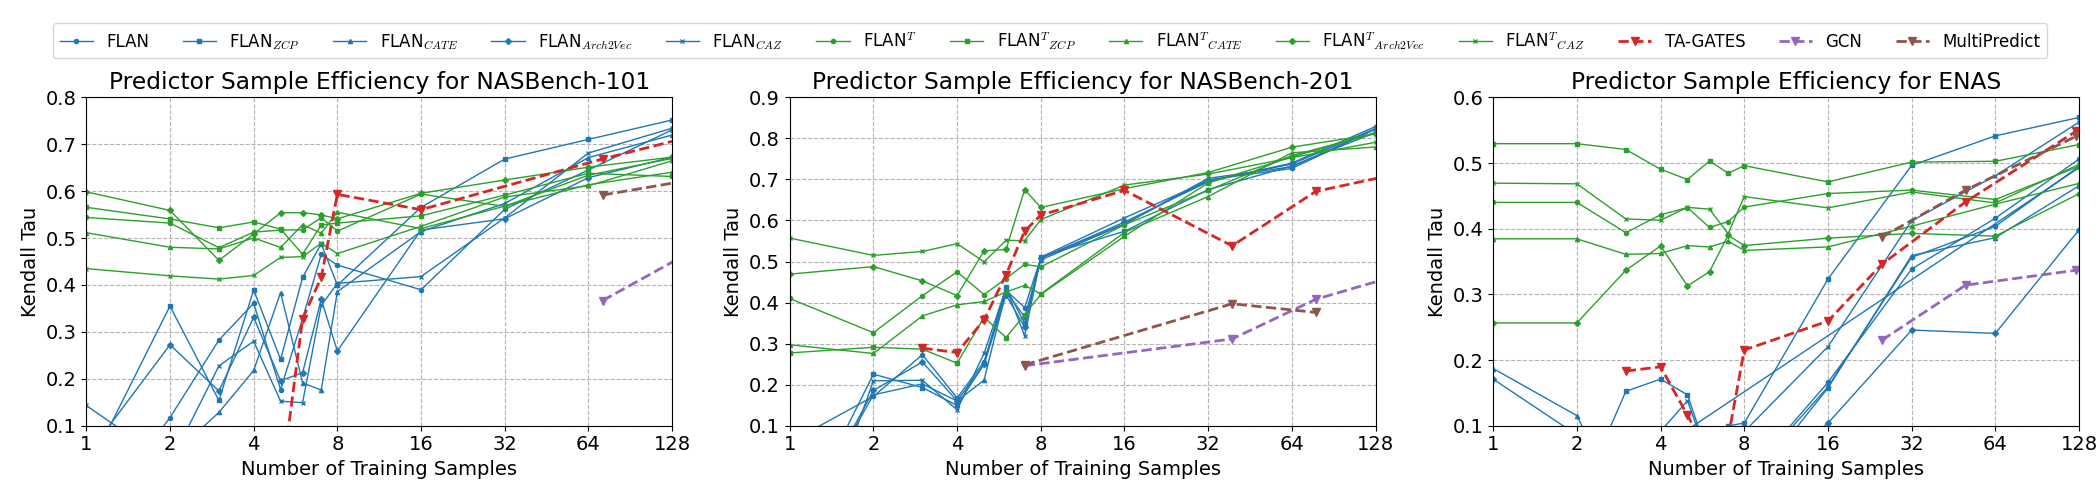 FLAN FLAN_ZCP FLAN_CATE FLAN_Arch2Vec FLAN_CAZ FLAN^T FLAN^T_ZCP FLAN^T_CATE FLAN^T_Arch2Vec FLAN^T_CAZ TA-GATES GCN MultiPredict
Predictor Sample Efficiency for NASBench-101
Kendall Tau
0.8
0.7
0.6
0.5
0.4
0.3
0.2
0.1
1 2 4 8 16 32 64 128
Number of Training Samples
Predictor Sample Efficiency for NASBench-201
Kendall Tau
0.9
0.8
0.7
0.6
0.5
0.4
0.3
0.2
0.1
1 2 4 8 16 32 64 128
Number of Training Samples
Predictor Sample Efficiency for ENAS
Kendall Tau
0.6
0.5
0.4
0.3
0.2
0.1
1 2 4 8 16 32 64 128
Number of Training Samples